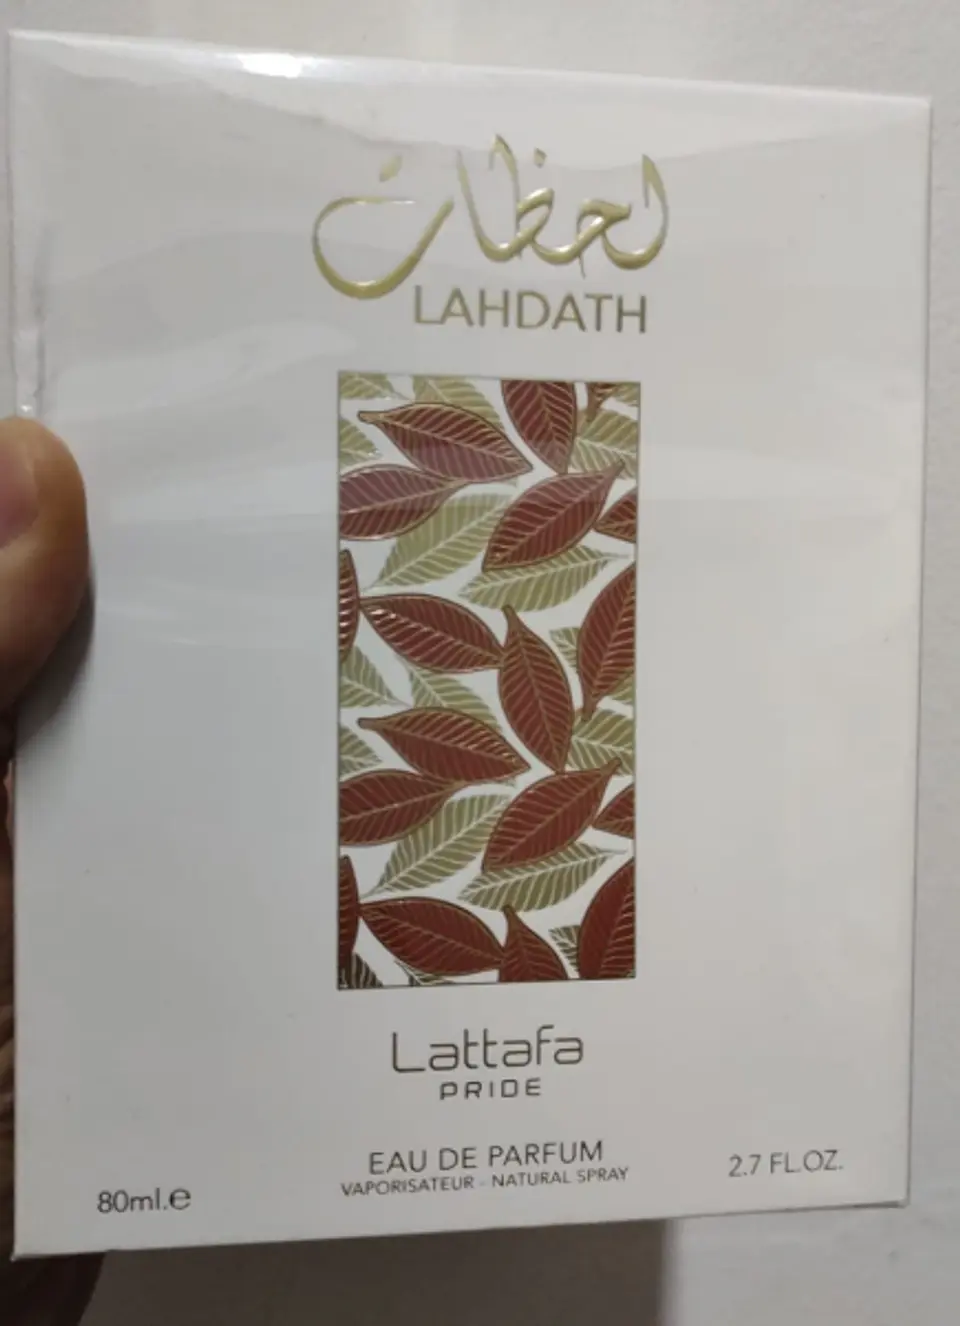 لحظات
LAHDATH
Lattafa
PRIDE
EAU DE PARFUM
VAPORISATEUR - NATURAL SPRAY
80ml.e
2.7 FL.OZ.